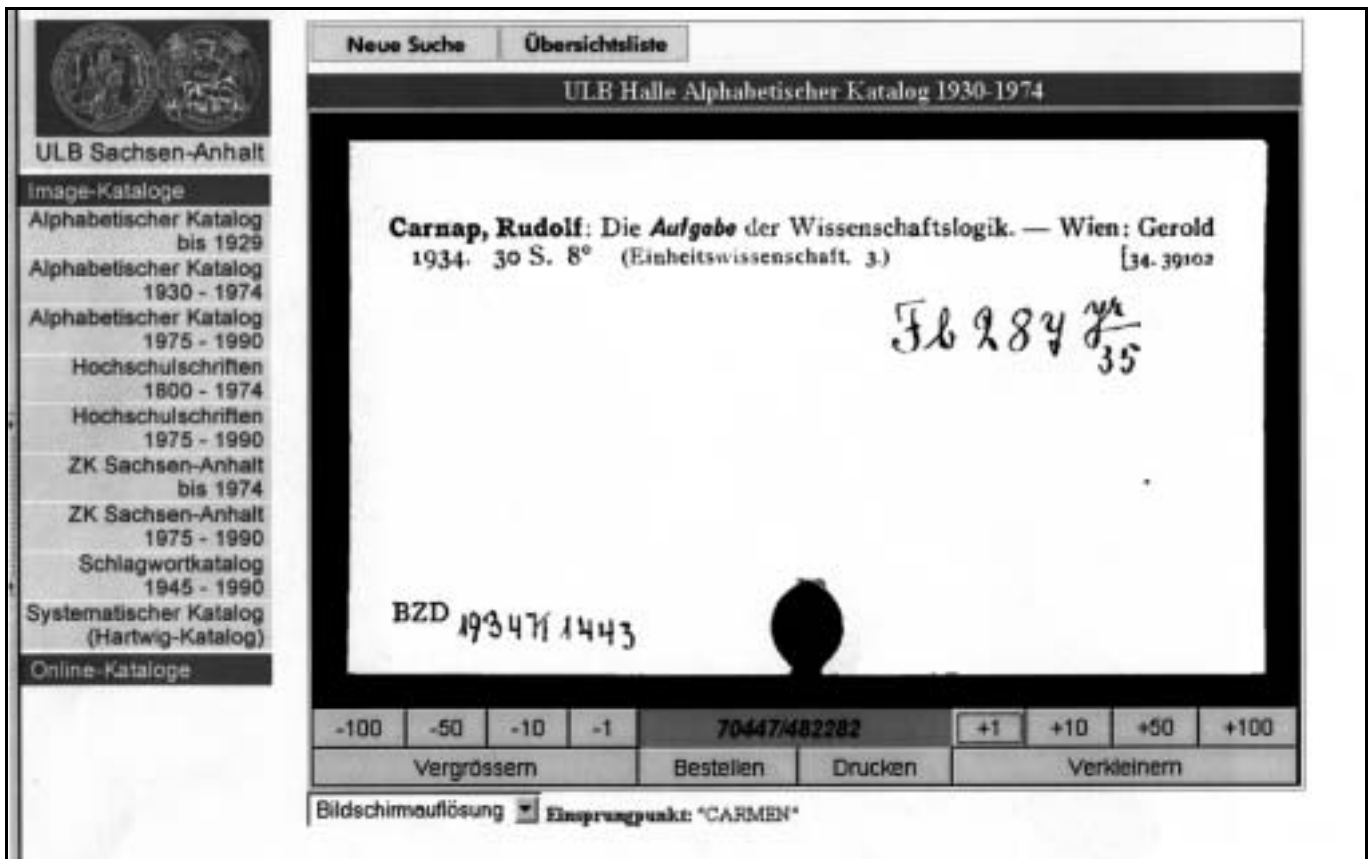 Neue Suche Übersichtsliste
ULB Halle Alphabetischer Katalog 1930-1974
ULB Sachsen-Anhalt
Image-Kataloge
Alphabetischer Katalog
bis 1929
Alphabetischer Katalog
1930 - 1974
Alphabetischer Katalog
1975 - 1990
Hochschulschriften
1800 - 1974
Hochschulschriften
1975 - 1990
ZK Sachsen-Anhalt
bis 1974
ZK Sachsen-Anhalt
1975 - 1990
Schlagwortkatalog
1945 - 1990
Systematischer Katalog
(Hartwig-Katalog)
Online-Kataloge
Carnap, Rudolf: Die Aufgabe der Wissenschaftslogik. — Wien: Gerold
1934. 30 S. 8° (Einheitswissenschaft. 3.) [34. 39102
Fb 28
35
BZD 1443
-100 -50 -10 -1 70447/482282 +1 +10 +50 +100
Vergrössern Bestellen Drucken Verkleinern
Bildschirmauflösung Einsprungpunkt: "CARMEN"